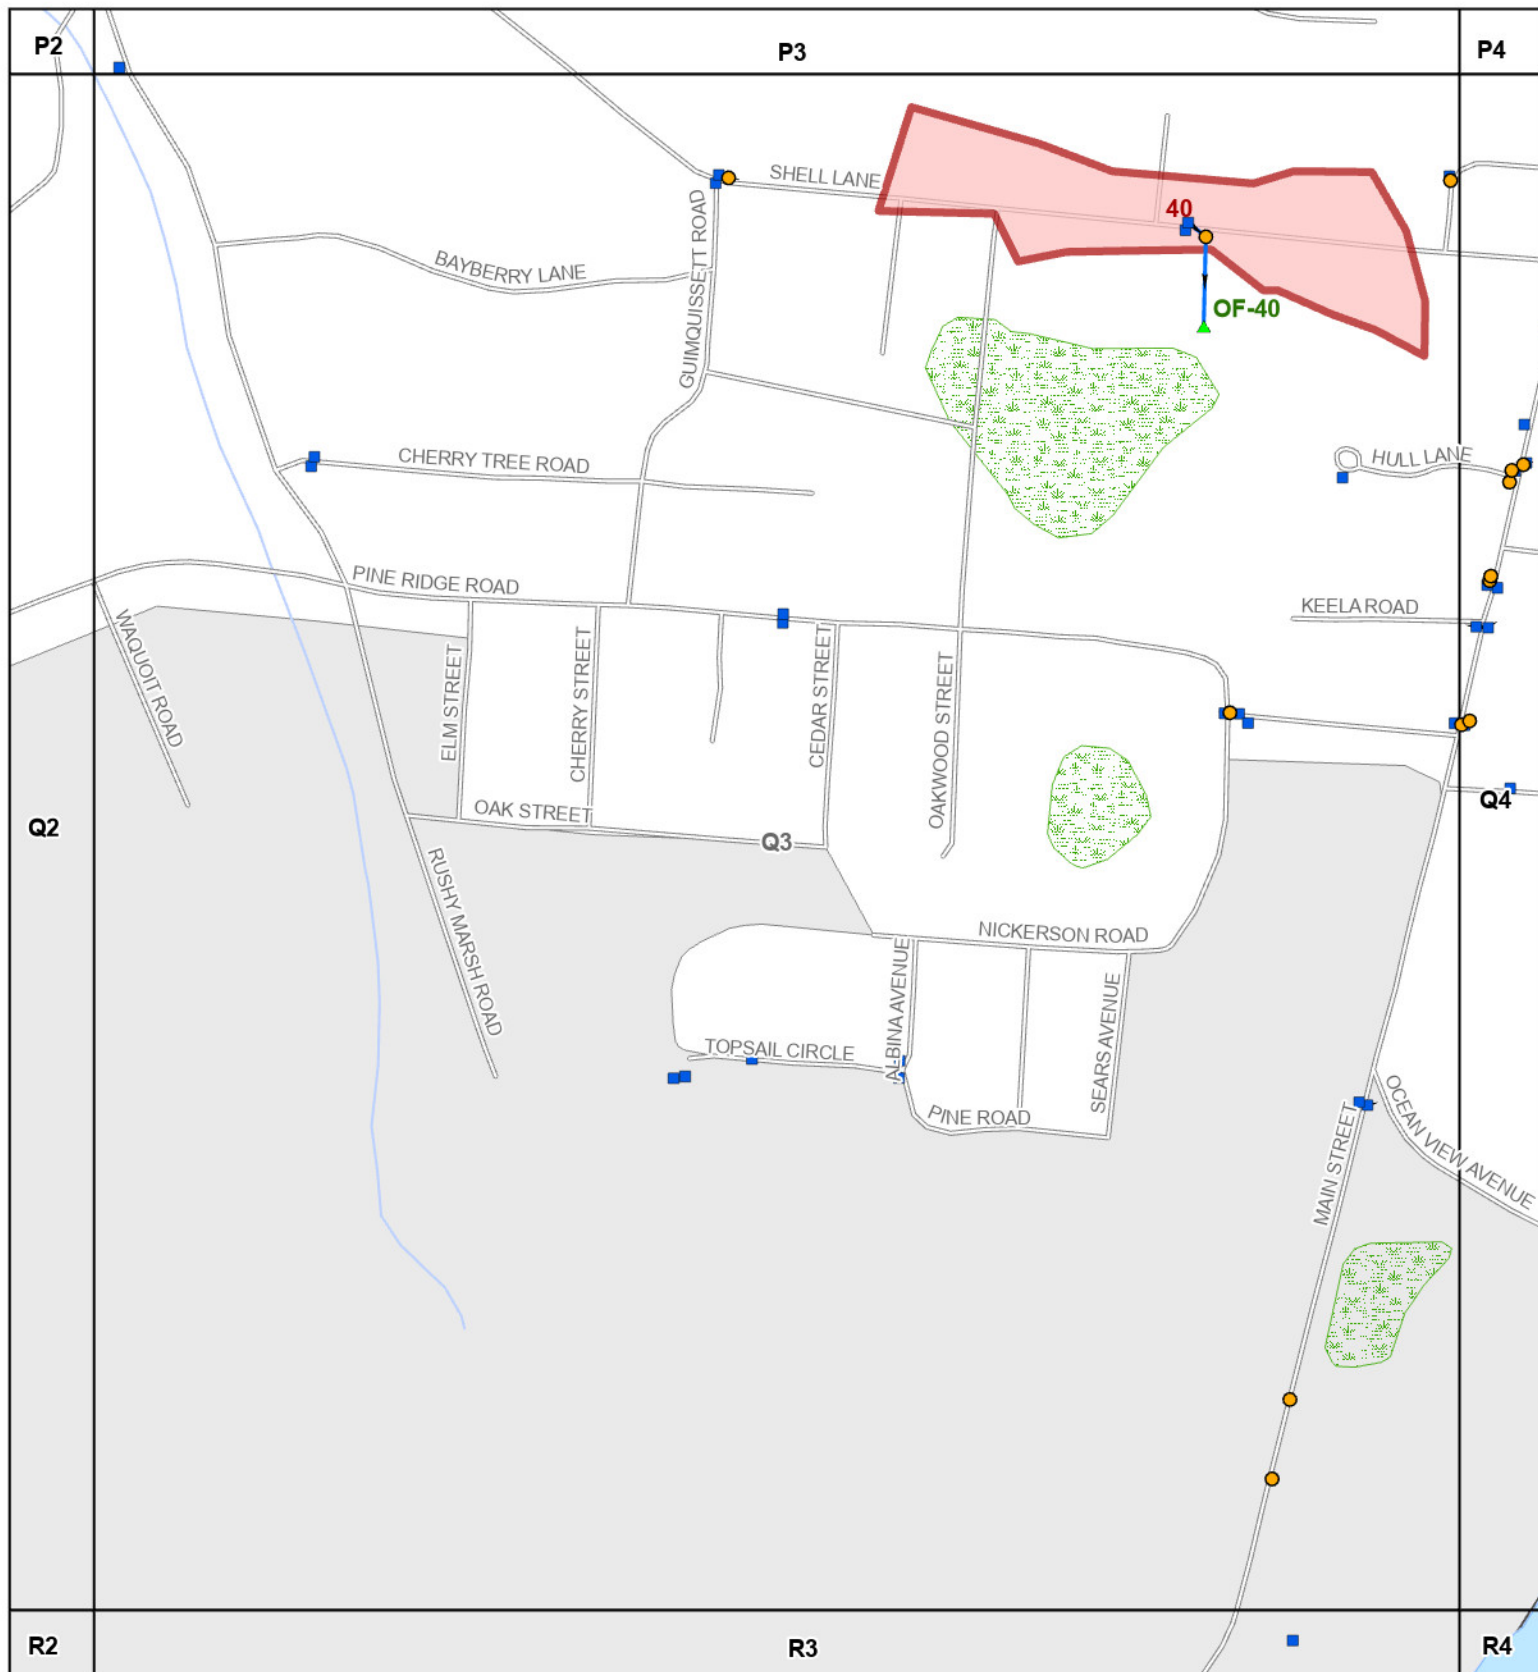 P2
P3
P4
SHELL LANE
40
GUIMQUISSETT ROAD
BAYBERRY LANE
OF-40
HULL LANE
CHERRY TREE ROAD
PINE RIDGE ROAD
KEELA ROAD
WAQUOIT ROAD
ELM STREET
CHERRY STREET
CEDAR STREET
OAKWOOD STREET
OAK STREET
Q2
Q3
Q4
RUSHY MARSH ROAD
NICKERSON ROAD
ALBINA AVENUE
TOPSAIL CIRCLE
SEARS AVENUE
PINE ROAD
MAIN STREET
OCEAN VIEW AVENUE
R2
R3
R4